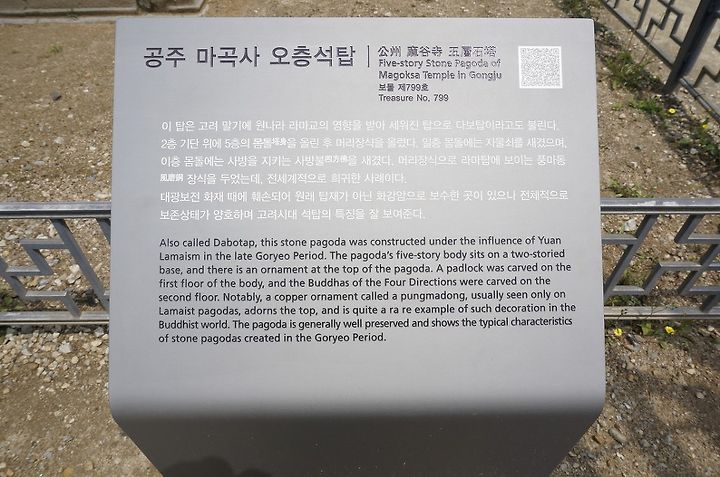 공주 마곡사 오층석탑
公州 麻谷寺 五層石塔
Five-story Stone Pagoda of
Magoksa Temple in Gongju
보물 제799호
Treasure No. 799
이 탑은 고려 말기에 원나라 라마교의 영향을 받아 세워진 탑으로 다보탑이라고도 불린다.
2층 기단 위에 5층의 몸돌塔身을 올린 후 머리장식을 올렸다. 일층 몸돌에는 자물쇠를 새겼으며,
이층 몸돌에는 사방을 지키는 사방불四方佛을 새겼다. 머리장식으로 라마탑에 보이는 풍마동
風磨銅 장식을 두었는데, 전세계적으로 희귀한 사례이다.
대광보전 화재 때에 훼손되어 원래 탑재가 아닌 화강암으로 보수한 곳이 있으나 전체적으로
보존상태가 양호하며 고려시대 석탑의 특징을 잘 보여준다.
Also called Dabotap, this stone pagoda was constructed under the influence of Yuan
Lamaism in the late Goryeo Period. The pagoda's five-story body sits on a two-storied
base, and there is an ornament at the top of the pagoda. A padlock was carved on the
first floor of the body, and the Buddhas of the Four Directions were carved on the
second floor. Notably, a copper ornament called a pungmadong, usually seen only on
Lamaist pagodas, adorns the top, and is quite a ra re example of such decoration in the
Buddhist world. The pagoda is generally well preserved and shows the typical characteristics
of stone pagodas created in the Goryeo Period.